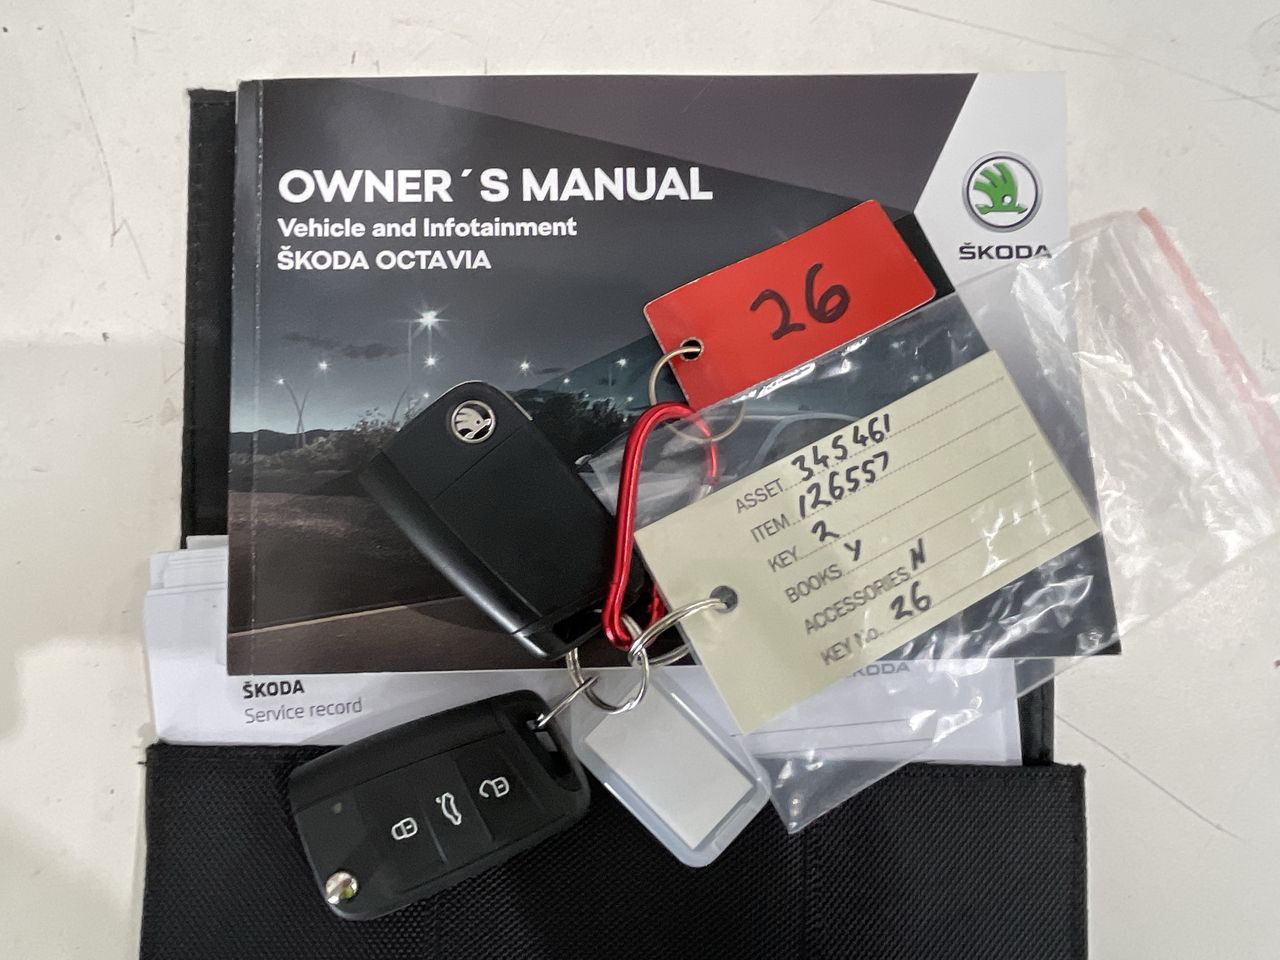 OWNER´S MANUAL
Vehicle and Infotainment
ŠKODA OCTAVIA
ŠKODA
26
ASSET 345461
ITEM 126557
KEY 2
BOOKS Y
ACCESSORIES N
KEY No. 26
ŠKODA
Service record
ŠKODA